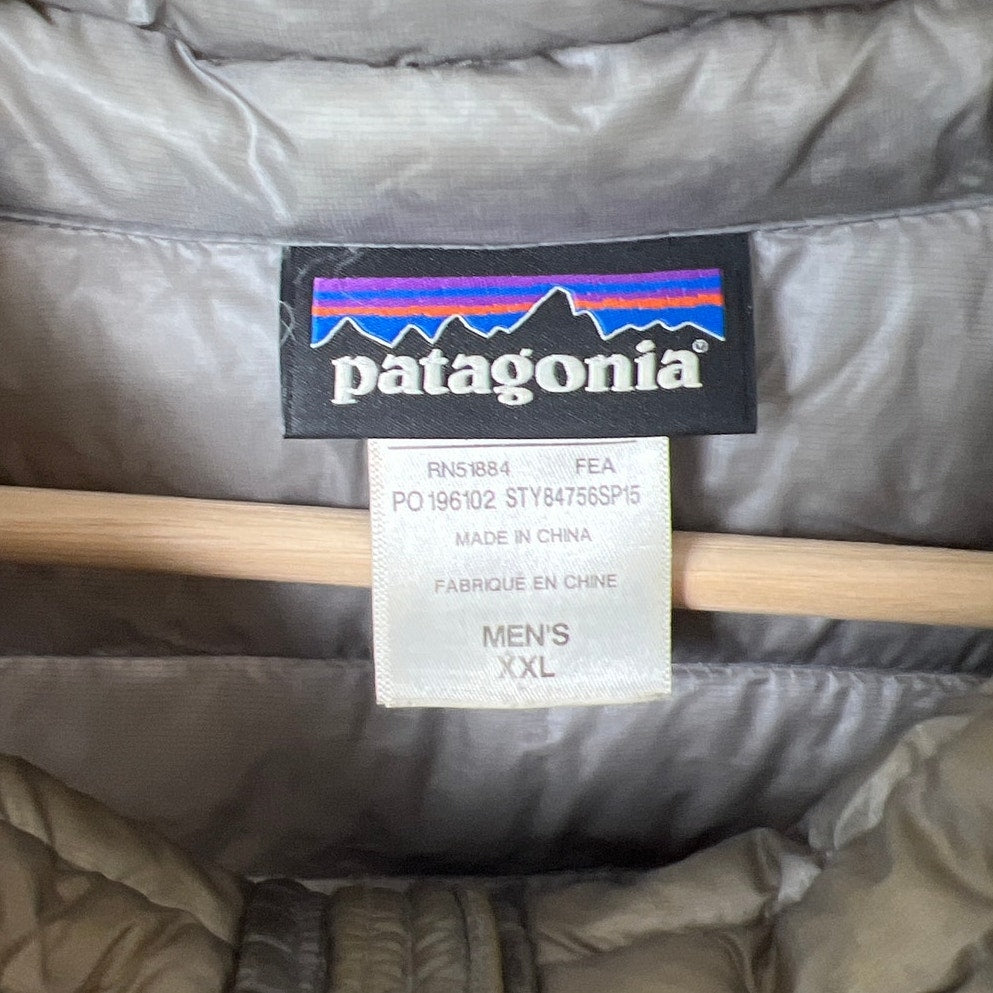 patagonia®
RN51884 FEA
PO 196102 STY84756SP15
MADE IN CHINA
FABRIQUÉ EN CHINE
MEN'S
XXL